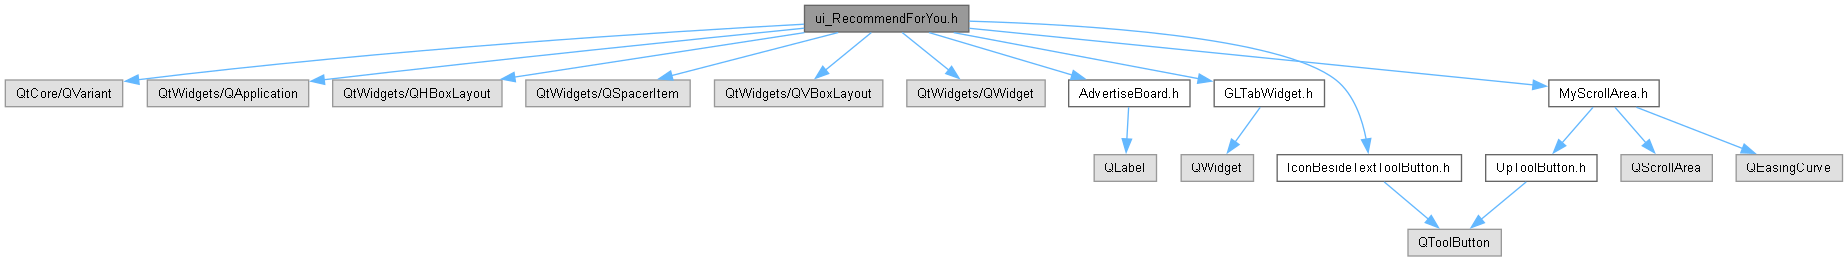 ui_RecommendForYou.h
QtCore/QVariant
QtWidgets/QApplication
QtWidgets/QHBoxLayout
QtWidgets/QSpacerItem
QtWidgets/QVBoxLayout
QtWidgets/QWidget
AdvertiseBoard.h
GLTabWidget.h
MyScrollArea.h
QLabel
QWidget
IconBesideTextToolButton.h
UpToolButton.h
QScrollArea
QEasingCurve
QToolButton